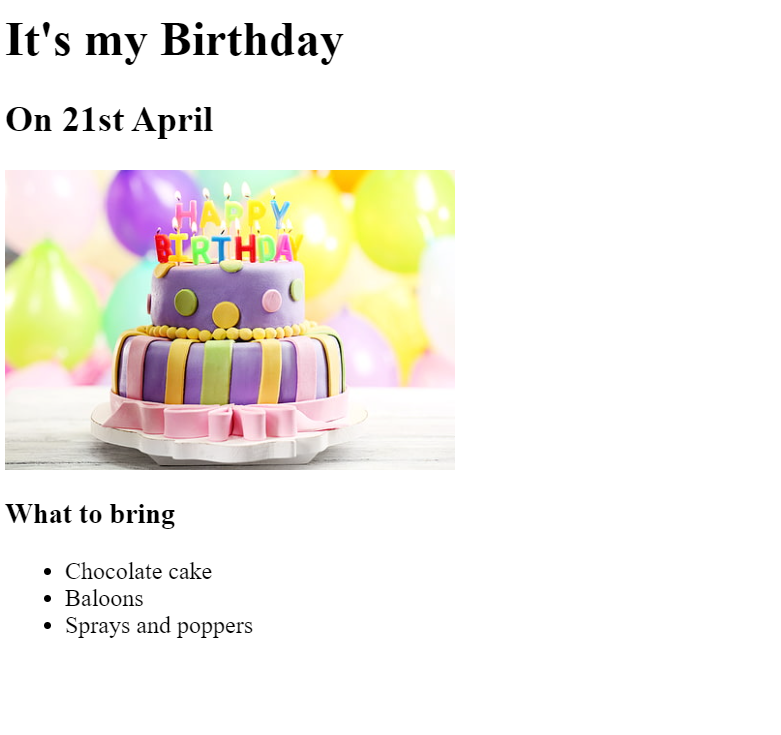 It's my Birthday
On 21st April
HAPPY
BIRTHDAY
What to bring
Chocolate cake
Baloons
Sprays and poppers